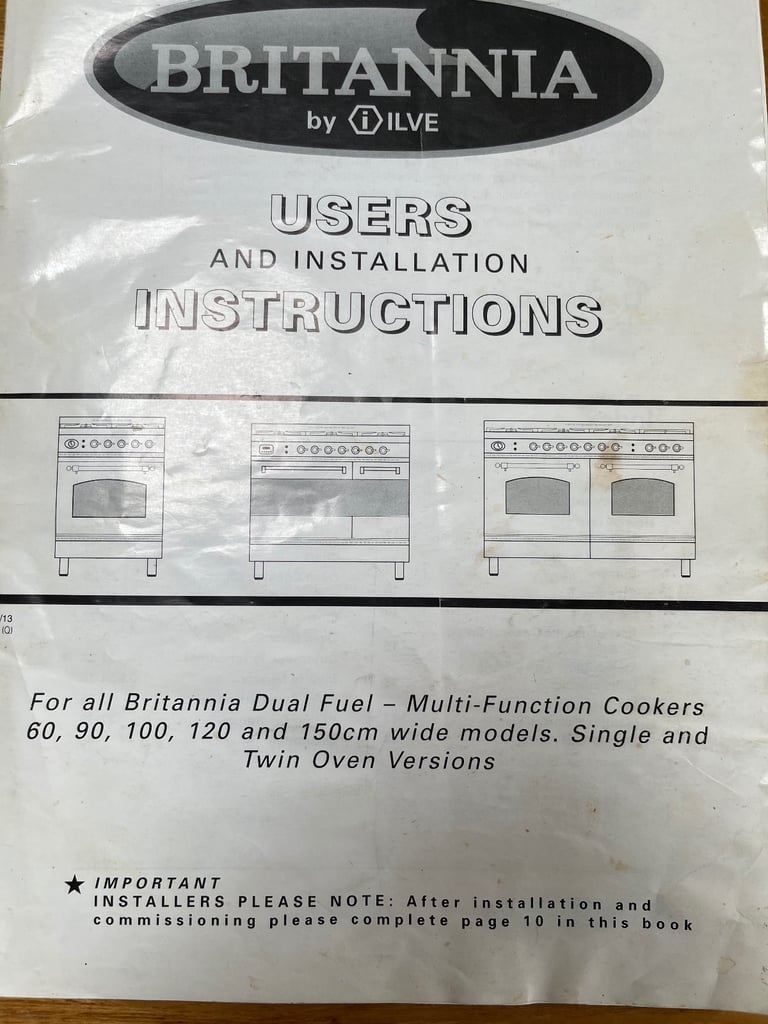 BRITANNIA
by i ILVE
USERS
AND INSTALLATION
INSTRUCTIONS
/13
(Q)
For all Britannia Dual Fuel – Multi-Function Cookers
60, 90, 100, 120 and 150cm wide models. Single and
Twin Oven Versions
★ IMPORTANT
INSTALLERS PLEASE NOTE: After installation and
commissioning please complete page 10 in this book